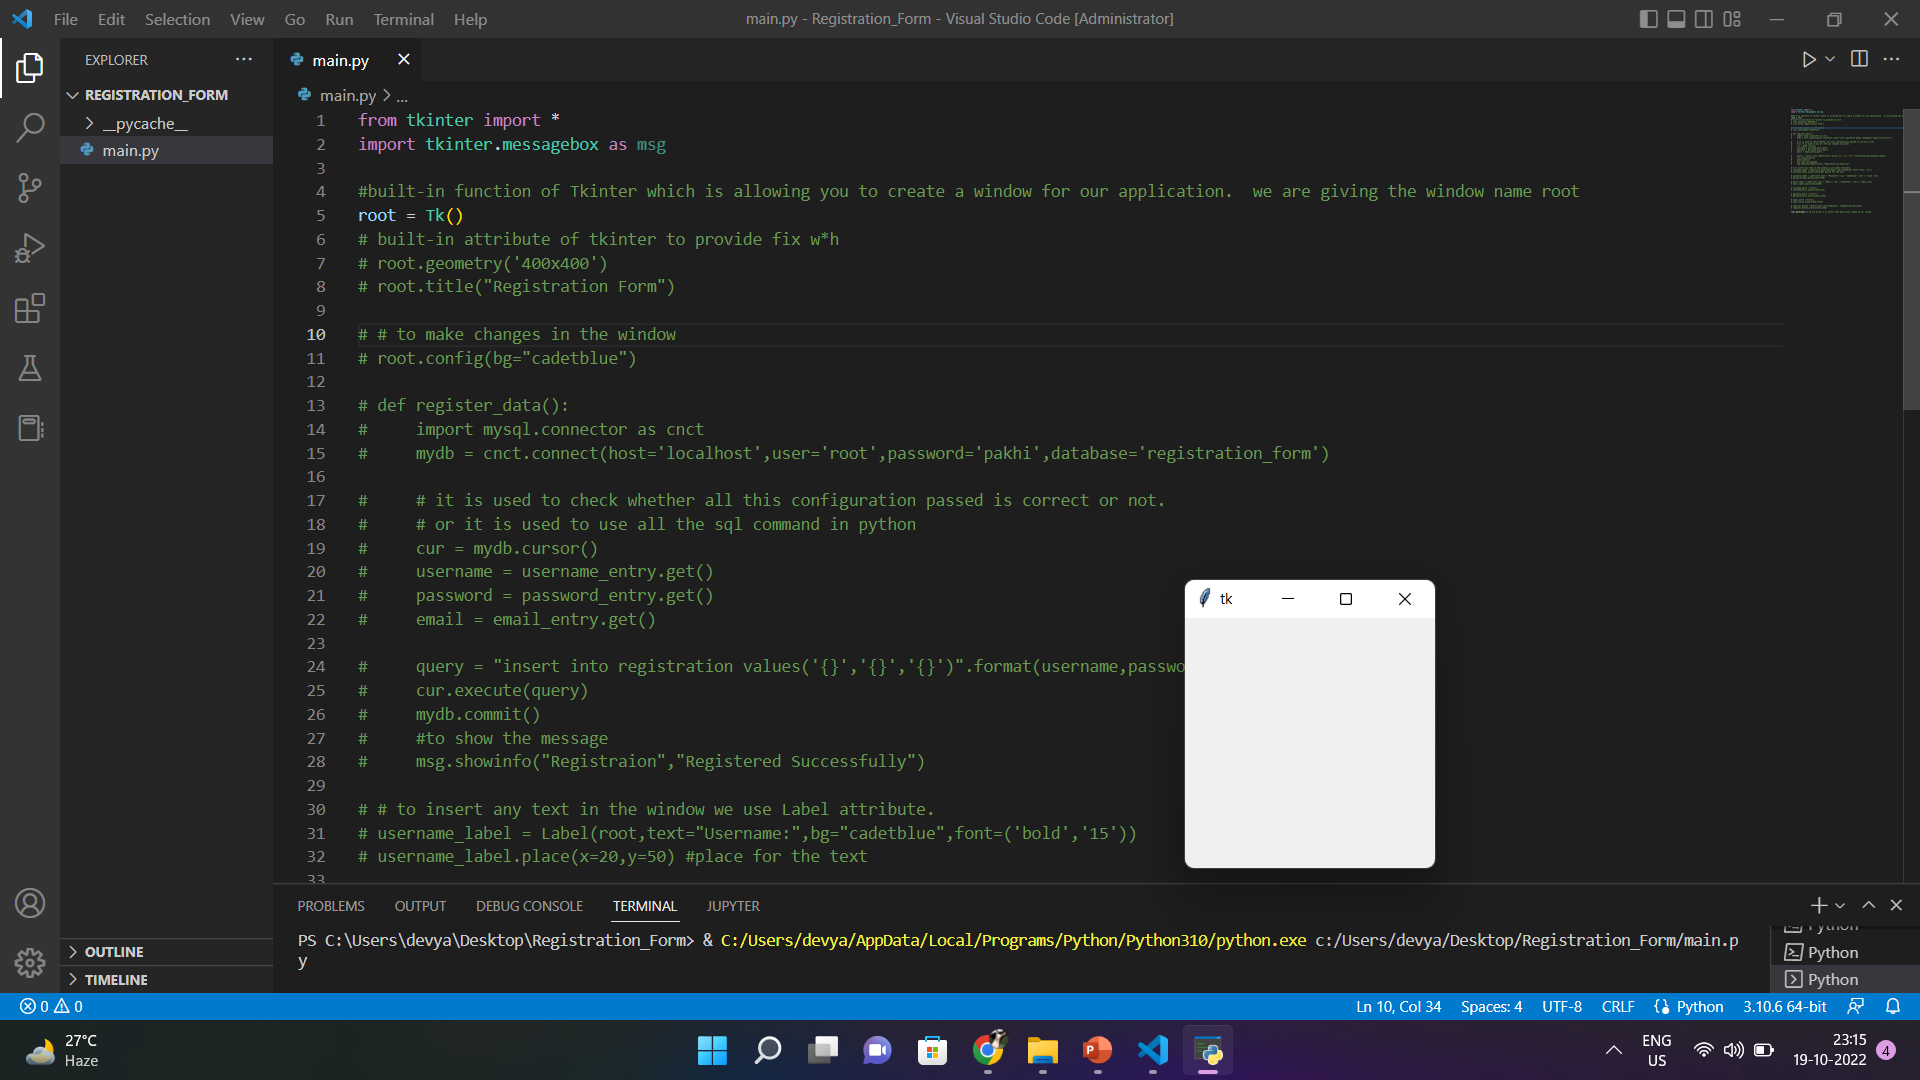 File Edit Selection View Go Run Terminal Help
main.py - Registration_Form - Visual Studio Code [Administrator]
EXPLORER
REGISTRATION_FORM
__pycache__
main.py
OUTLINE
TIMELINE
main.py
main.py > ...
1 from tkinter import *
2 import tkinter.messagebox as msg
3
4 #built-in function of Tkinter which is allowing you to create a window for our application.  we are giving the window name root
5 root = Tk()
6 # built-in attribute of tkinter to provide fix w*h
7 # root.geometry('400x400')
8 # root.title("Registration Form")
9
10 # # to make changes in the window
11 # root.config(bg="cadetblue")
12
13 # def register_data():
14 #     import mysql.connector as cnct
15 #     mydb = cnct.connect(host='localhost',user='root',password='pakhi',database='registration_form')
16
17 #     # it is used to check whether all this configuration passed is correct or not.
18 #     # or it is used to use all the sql command in python
19 #     cur = mydb.cursor()
20 #     username = username_entry.get()
21 #     password = password_entry.get()
22 #     email = email_entry.get()
23
24 #     query = "insert into registration values('{}','{}','{}')".format(username,passwo
25 #     cur.execute(query)
26 #     mydb.commit()
27 #     #to show the message
28 #     msg.showinfo("Registraion","Registered Successfully")
29
30 # # to insert any text in the window we use Label attribute.
31 # username_label = Label(root,text="Username:",bg="cadetblue",font=('bold','15'))
32 # username_label.place(x=20,y=50) #place for the text
33
tk
PROBLEMS OUTPUT DEBUG CONSOLE TERMINAL JUPYTER
PS C:\Users\devya\Desktop\Registration_Form> & C:/Users/devya/AppData/Local/Programs/Python/Python310/python.exe c:/Users/devya/Desktop/Registration_Form/main.p
y
Python
Python
Python
0 0
Ln 10, Col 34 Spaces: 4 UTF-8 CRLF Python 3.10.6 64-bit
27°C
Haze
ENG
US
23:15
19-10-2022
4